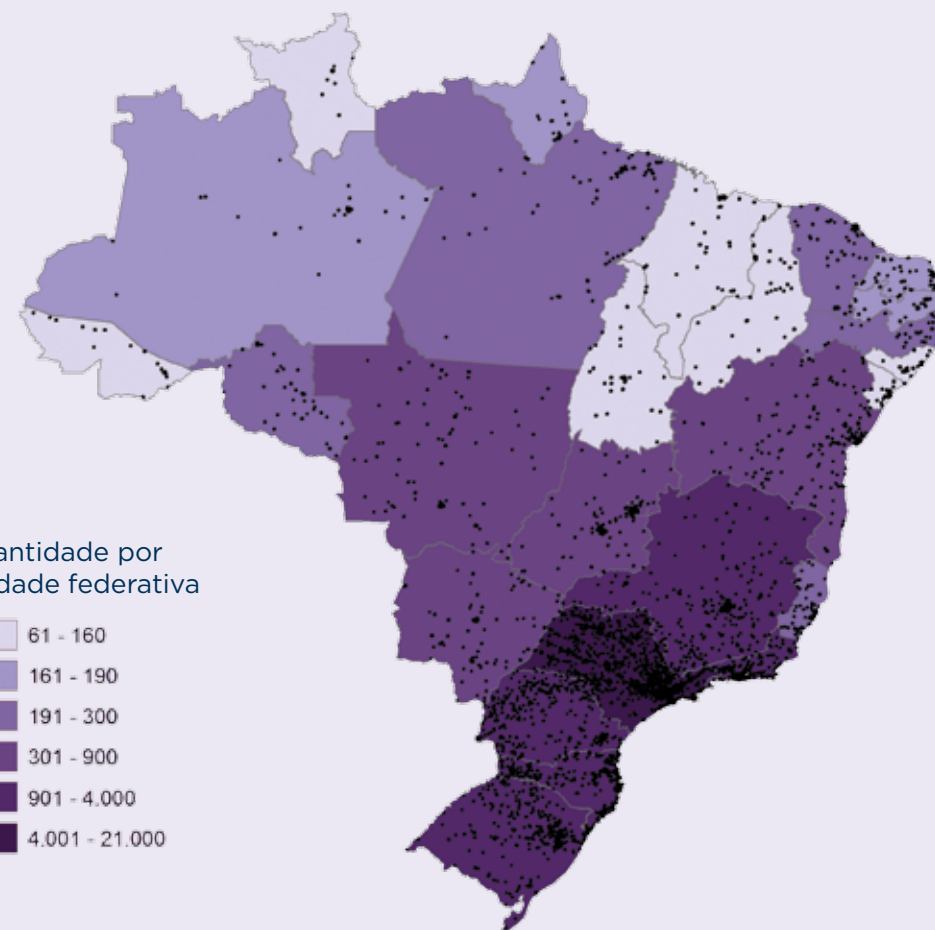 antidade por
dade federativa
61 - 160
161 - 190
191 - 300
301 - 900
901 - 4.000
4.001 - 21.000